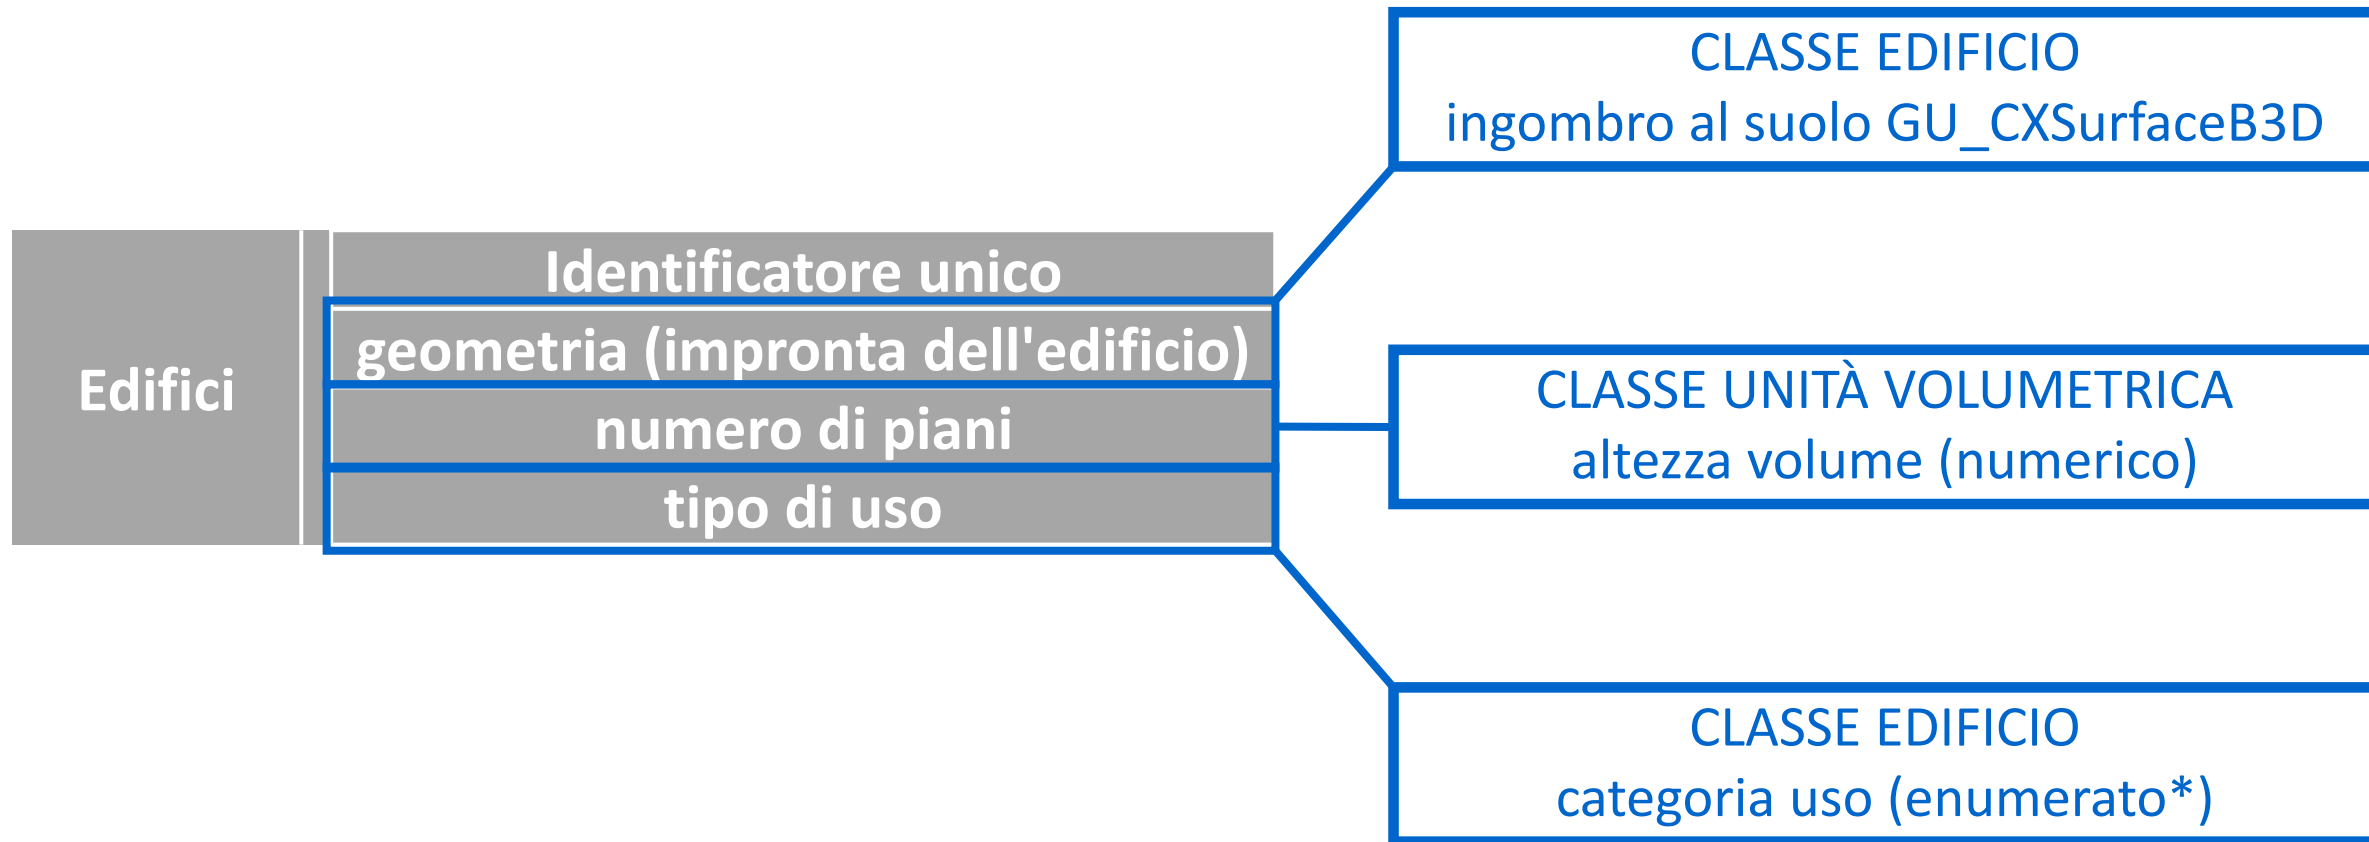 Edifici
Identificatore unico
geometria (impronta dell'edificio)
numero di piani
tipo di uso
CLASSE EDIFICIO
ingombro al suolo GU_CXSurfaceB3D
CLASSE UNITÀ VOLUMETRICA
altezza volume (numerico)
CLASSE EDIFICIO
categoria uso (enumerato*)